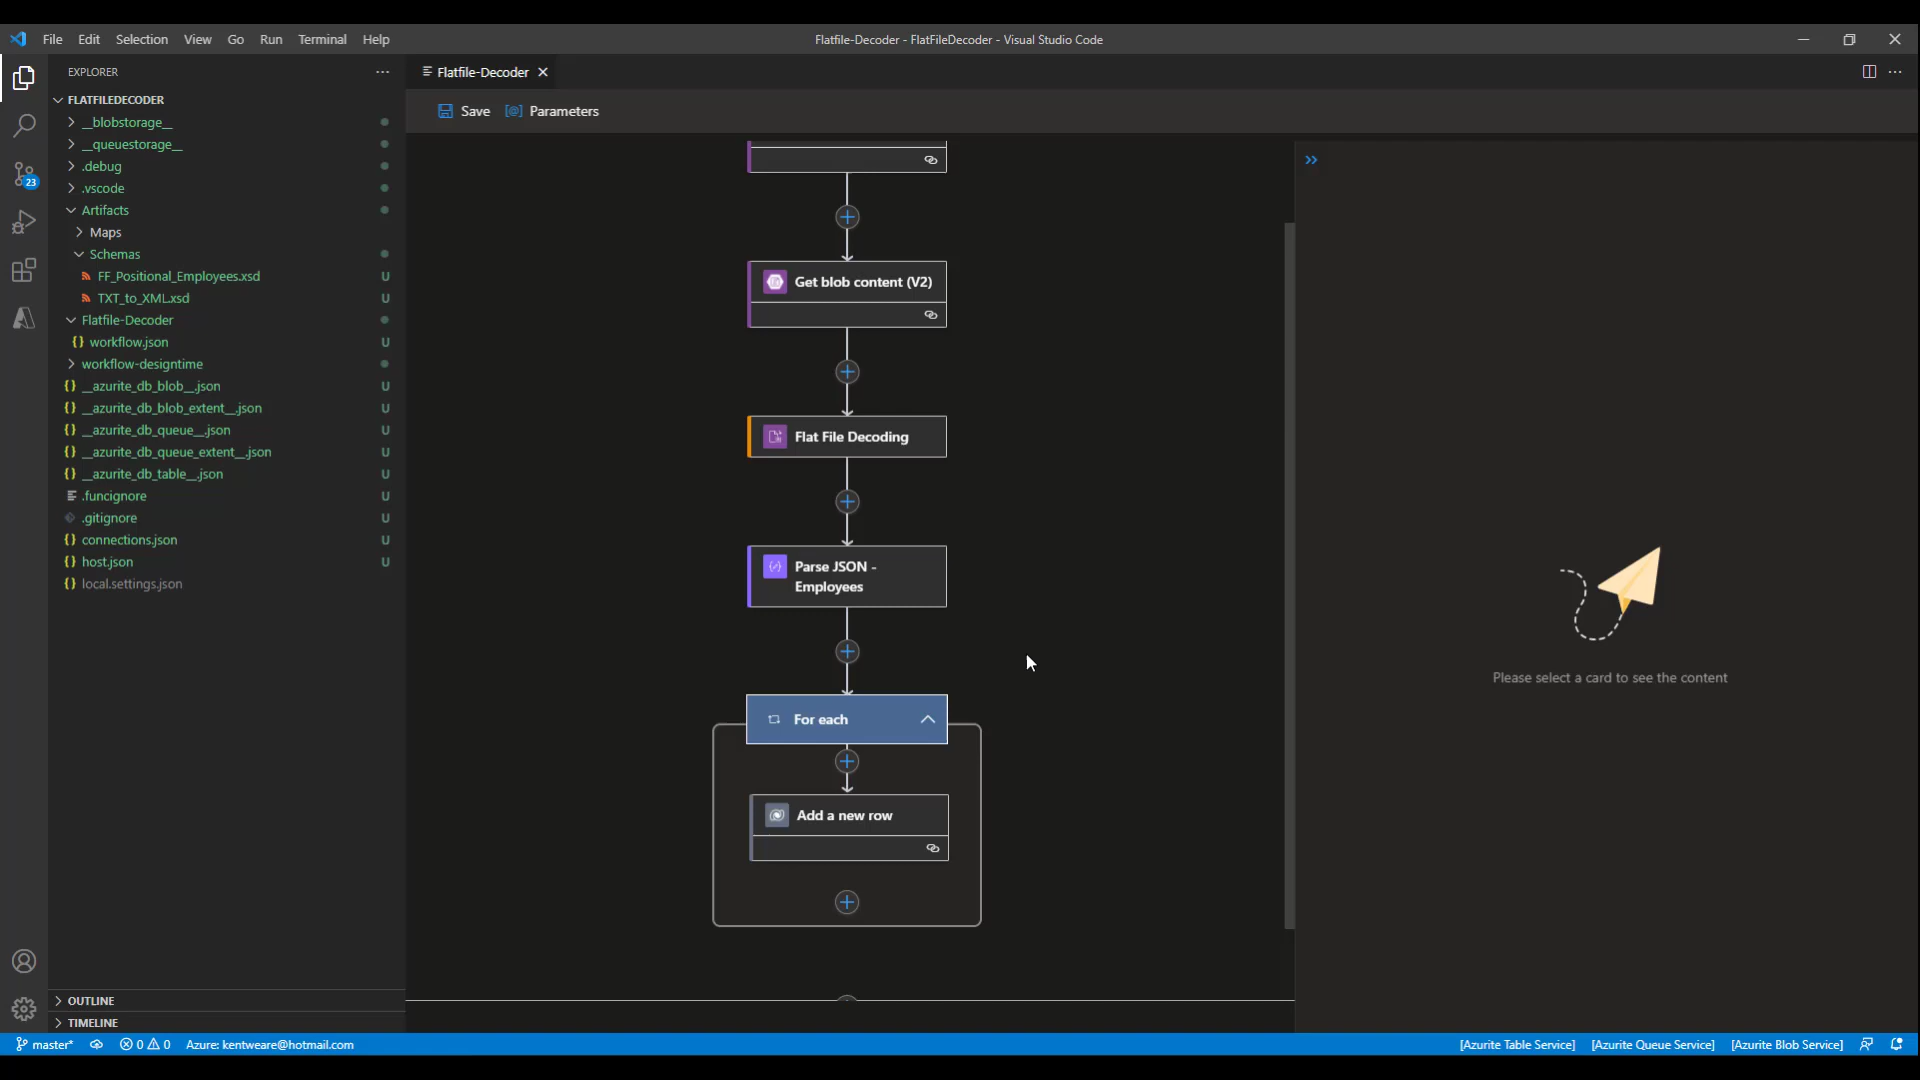 File Edit Selection View Go Run Terminal Help
Flatfile-Decoder - FlatFileDecoder - Visual Studio Code
EXPLORER
FLATFILEDECODER
__blobstorage__
__queuestorage__
.debug
.vscode
Artifacts
Maps
Schemas
FF_Positional_Employees.xsd U
TXT_to_XML.xsd U
Flatfile-Decoder
workflow.json U
workflow-designtime
__azurite_db_blob__.json U
__azurite_db_blob_extent__.json U
__azurite_db_queue__.json U
__azurite_db_queue_extent__.json U
__azurite_db_table__.json U
.funcignore U
.gitignore U
connections.json U
host.json U
local.settings.json
OUTLINE
TIMELINE
23
Flatfile-Decoder
Save Parameters
Get blob content (V2)
Flat File Decoding
Parse JSON -
Employees
For each
Add a new row
Please select a card to see the content
master* 0 0 Azure: kentweare@hotmail.com
[Azurite Table Service] [Azurite Queue Service] [Azurite Blob Service]